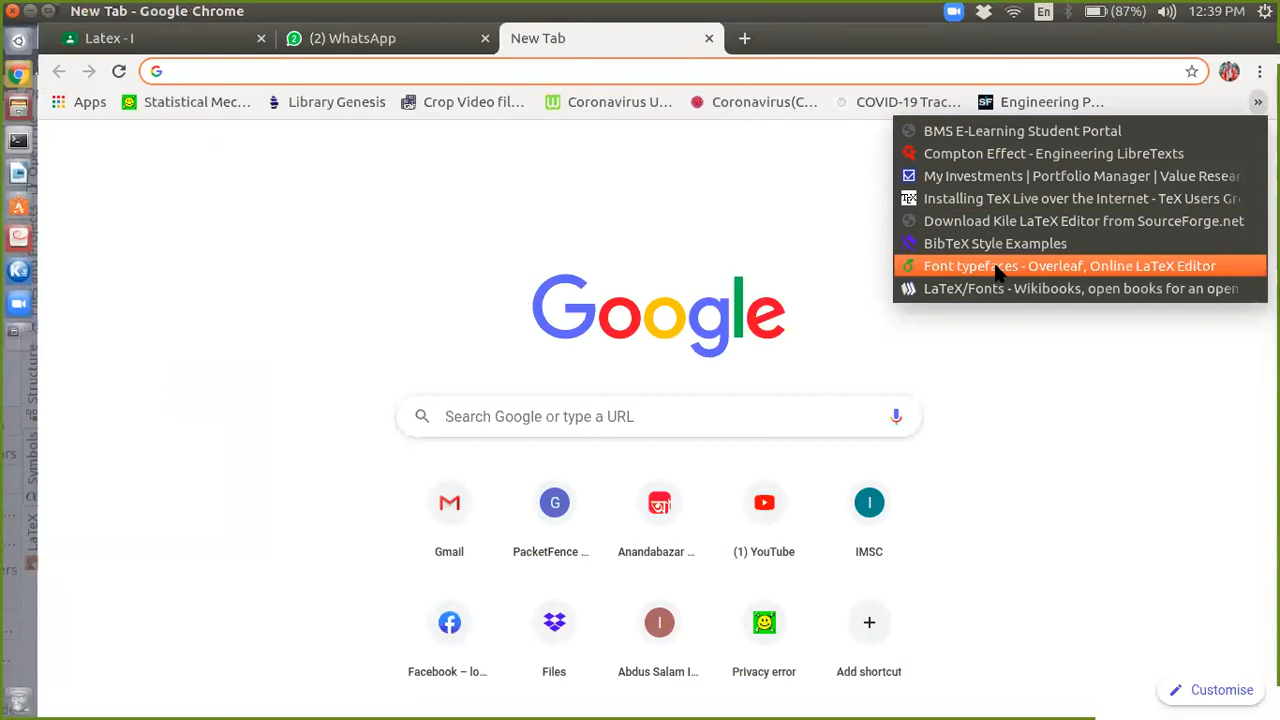 New Tab - Google Chrome
En
(87%)
12:39 PM
Latex - I
(2) WhatsApp
New Tab
Apps
Statistical Mec...
Library Genesis
Crop Video fil...
Coronavirus U...
Coronavirus(C...
COVID-19 Trac...
SF
Engineering P...
BMS E-Learning Student Portal
Compton Effect - Engineering LibreTexts
My Investments | Portfolio Manager | Value Resear
Installing TeX Live over the Internet - TeX Users Gr
Download Kile LaTeX Editor from SourceForge.net
BibTeX Style Examples
Font typefaces - Overleaf, Online LaTeX Editor
LaTeX/Fonts - Wikibooks, open books for an open
Google
Search Google or type a URL
G
I
Gmail
PacketFence ...
Anandabazar ...
(1) YouTube
IMSC
I
Facebook – lo...
Files
Abdus Salam I...
Privacy error
Add shortcut
Customise
Structure
Symbols
LaTeX